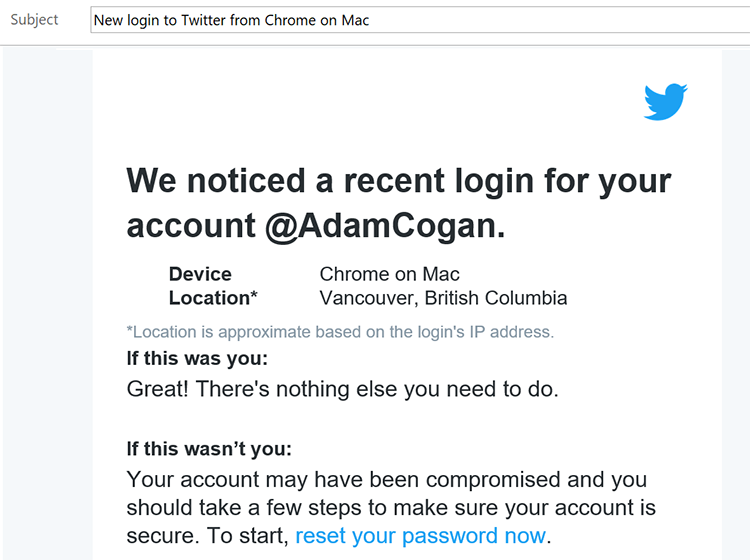 Subject New login to Twitter from Chrome on Mac
We noticed a recent login for your
account @AdamCogan.
Device Chrome on Mac
Location* Vancouver, British Columbia
*Location is approximate based on the login's IP address.
If this was you:
Great! There's nothing else you need to do.
If this wasn’t you:
Your account may have been compromised and you
should take a few steps to make sure your account is
secure. To start, reset your password now.